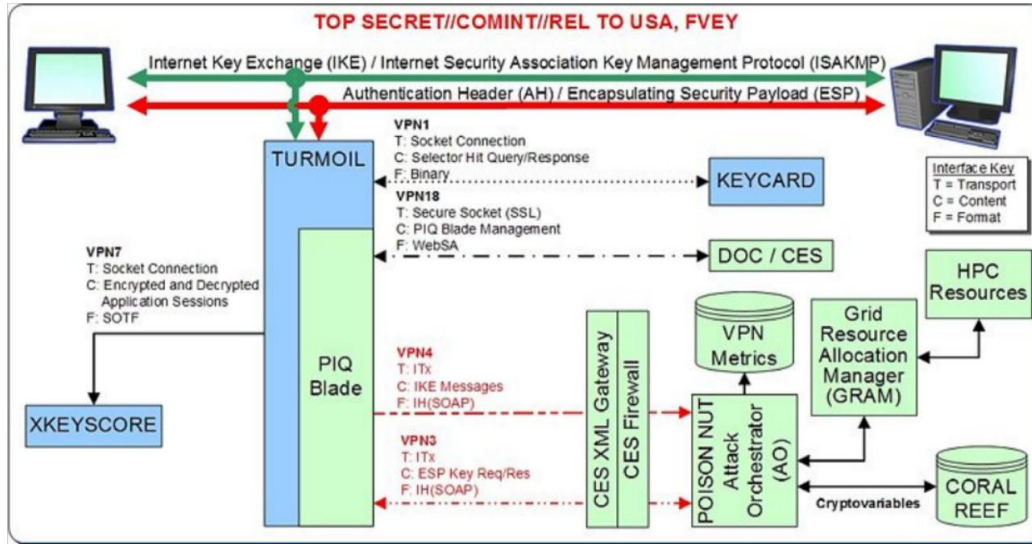 TOP SECRET//COMINT//REL TO USA, FVEY
Internet Key Exchange (IKE) / Internet Security Association Key Management Protocol (ISAKMP)
Authentication Header (AH) / Encapsulating Security Payload (ESP)
VPN1
T: Socket Connection
C: Selector Hit Query/Response
F: Binary
TURMOIL
KEYCARD
Interface Key
T = Transport
C = Content
F = Format
VPN18
T: Secure Socket (SSL)
C: PIQ Blade Management
F: WebSA
DOC / CES
VPN7
T: Socket Connection
C: Encrypted and Decrypted
Application Sessions
F: SOTF
HPC
Resources
PIQ
Blade
VPN4
T: ITx
C: IKE Messages
F: IH(SOAP)
CES XML Gateway
CES Firewall
VPN
Metrics
Grid
Resource
Allocation
Manager
(GRAM)
XKEYSCORE
VPN3
T: ITx
C: ESP Key Req/Res
F: IH(SOAP)
POISON NUT
Attack
Orchestrator
(AO)
Cryptovariables
CORAL
REEF